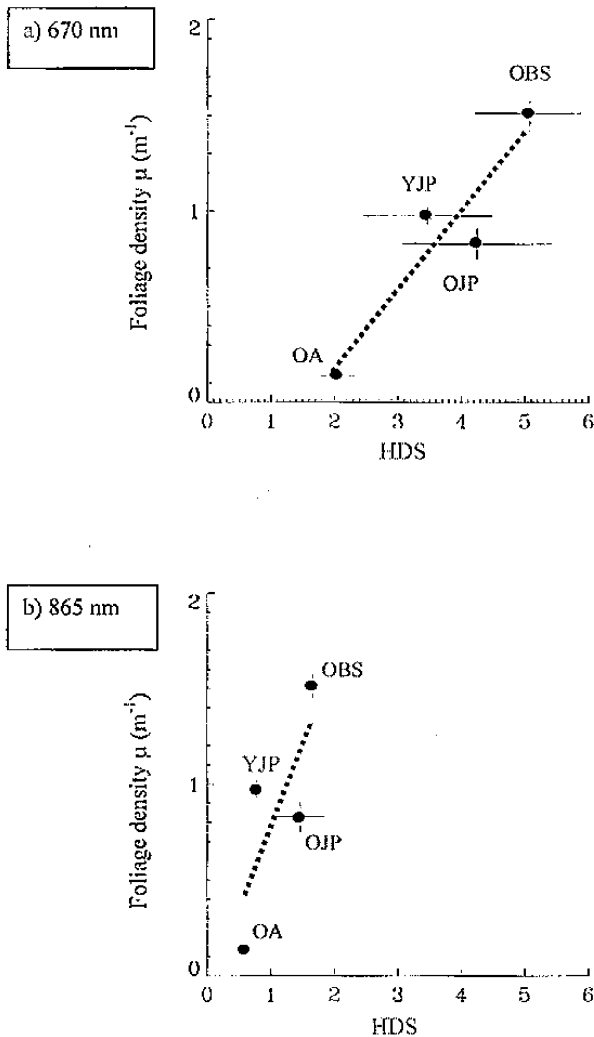 a) 670 nm
2
OBS
Foliage density μ (m⁻¹)
YJP
1
OJP
OA
0
0 1 2 3 4 5 6
HDS
b) 865 nm
2
OBS
Foliage density μ (m⁻¹)
YJP
1
OJP
OA
0
0 1 2 3 4 5 6
HDS